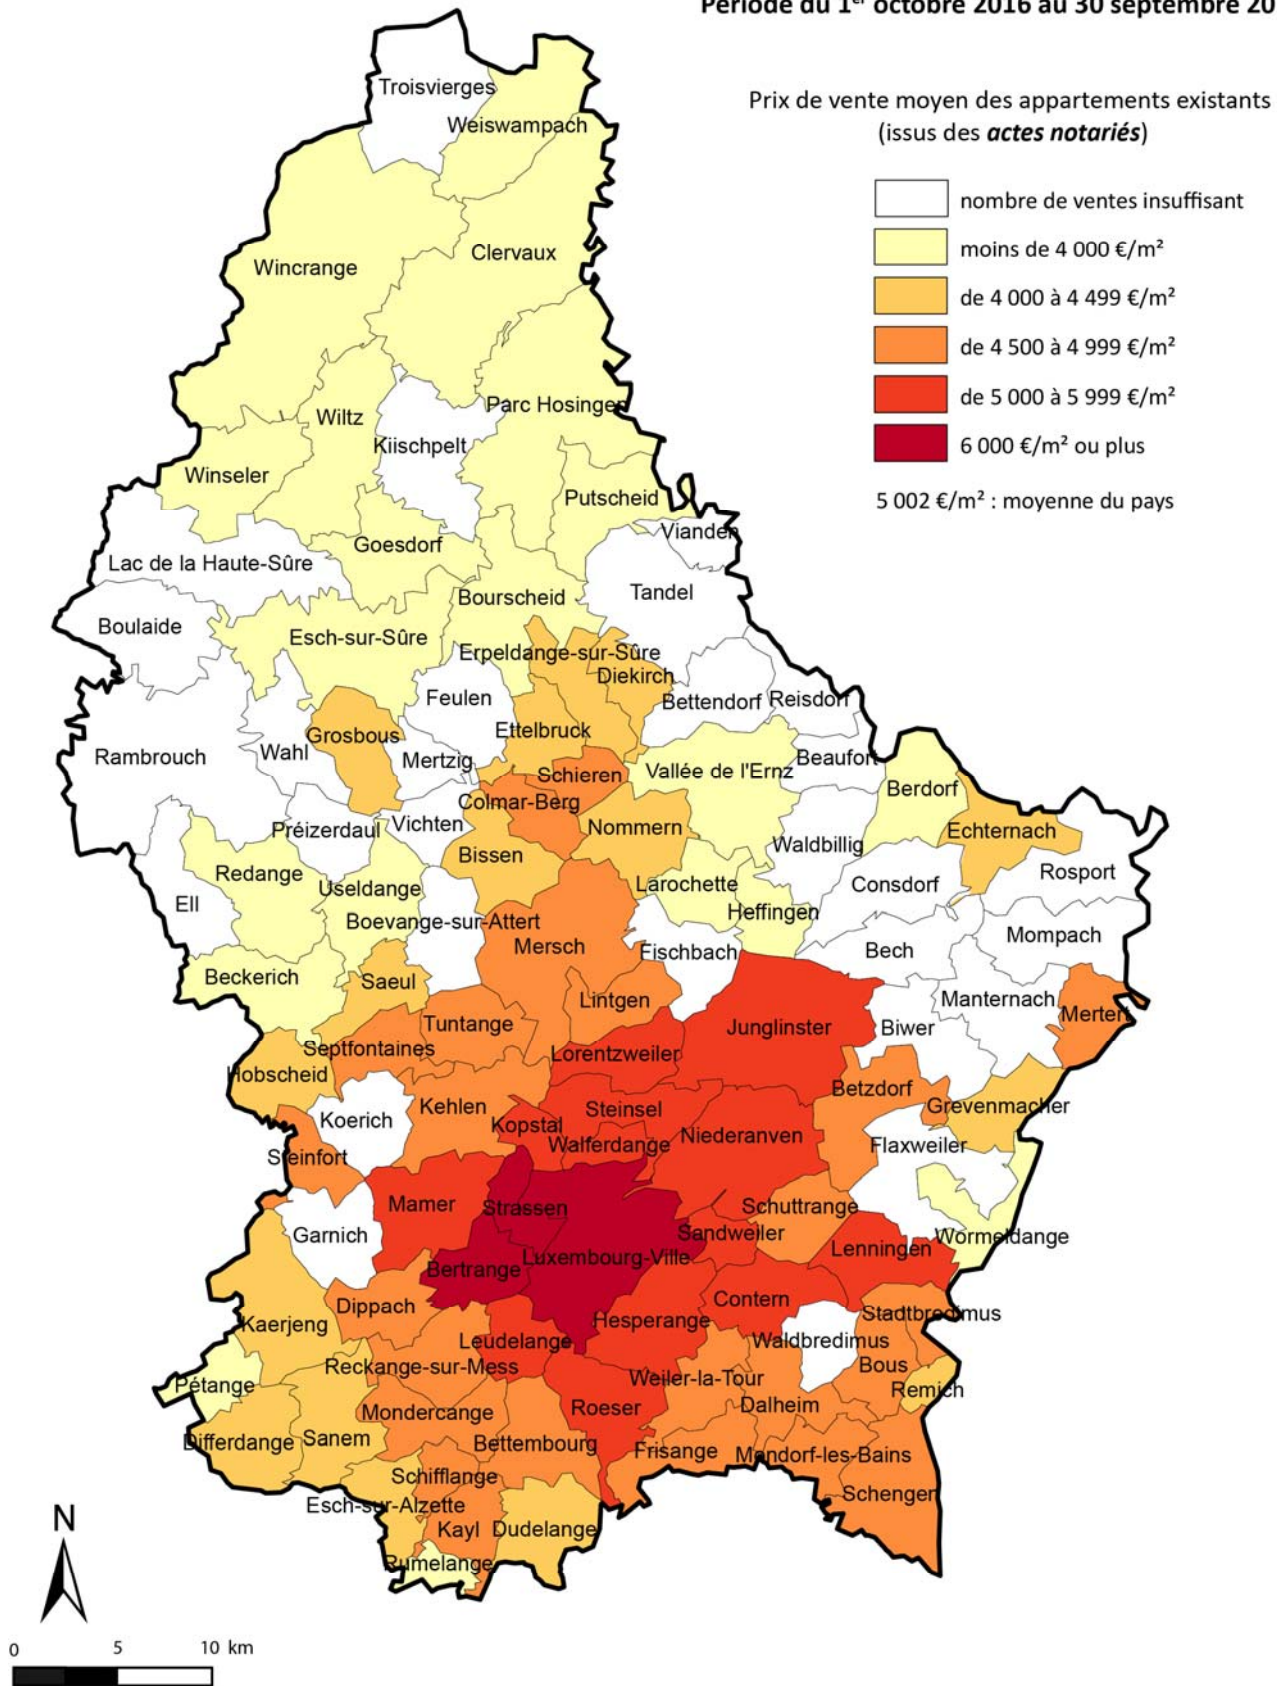 Période du 1er octobre 2016 au 30 septembre 20
Prix de vente moyen des appartements existants
(issus des actes notariés)
nombre de ventes insuffisant
moins de 4 000 €/m²
de 4 000 à 4 499 €/m²
de 4 500 à 4 999 €/m²
de 5 000 à 5 999 €/m²
6 000 €/m² ou plus
5 002 €/m² : moyenne du pays
Troisvierges
Weiswampach
Clervaux
Wincrange
Parc Hosingen
Wiltz
Kiischpelt
Winseler
Putscheid
Vianden
Goesdorf
Lac de la Haute-Sûre
Tandel
Bourscheid
Boulaide
Esch-sur-Sûre
Erpeldange-sur-Sûre
Diekirch
Feulen
Bettendorf
Reisdorf
Ettelbruck
Grosbous
Wahl
Rambrouch
Mertzig
Beaufort
Vallée de l'Ernz
Schieren
Berdorf
Colmar-Berg
Vichten
Nommern
Préizerdaul
Echternach
Waldbillig
Bissen
Rosport
Redange
Larochette
Consdorf
Useldange
Ell
Heffingen
Boevange-sur-Attert
Mompach
Mersch
Fischbach
Bech
Beckerich
Saeul
Manternach
Lintgen
Mertert
Tuntange
Junglinster
Biwer
Septfontaines
Lorentzweiler
Hobscheid
Betzdorf
Kehlen
Grevenmacher
Steinsel
Koerich
Kopstal
Niederanven
Walferdange
Flaxweiler
Steinfort
Mamer
Schuttrange
Strassen
Sandweiler
Garnich
Wormeldange
Lenningen
Luxembourg-Ville
Bertrange
Contern
Dippach
Stadtbredimus
Hesperange
Kaerjeng
Leudelange
Waldbredimus
Reckange-sur-Mess
Bous
Weiler-la-Tour
Pétange
Remich
Dalheim
Roeser
Mondercange
Differdange
Sanem
Bettembourg
Frisange
Mondorf-les-Bains
Schifflange
Schengen
Esch-sur-Alzette
Kayl
Dudelange
Rumelange
N
0 5 10 km